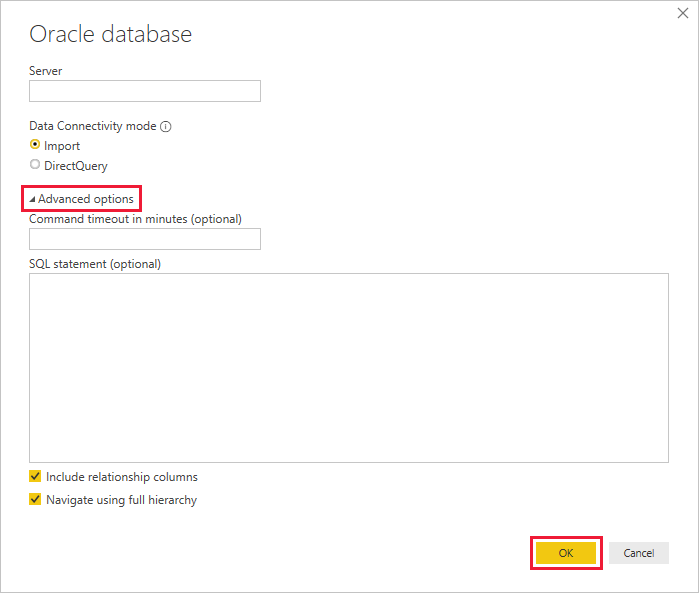 Oracle database
Server
Data Connectivity mode
Import
DirectQuery
Advanced options
Command timeout in minutes (optional)
SQL statement (optional)
Include relationship columns
Navigate using full hierarchy
OK Cancel